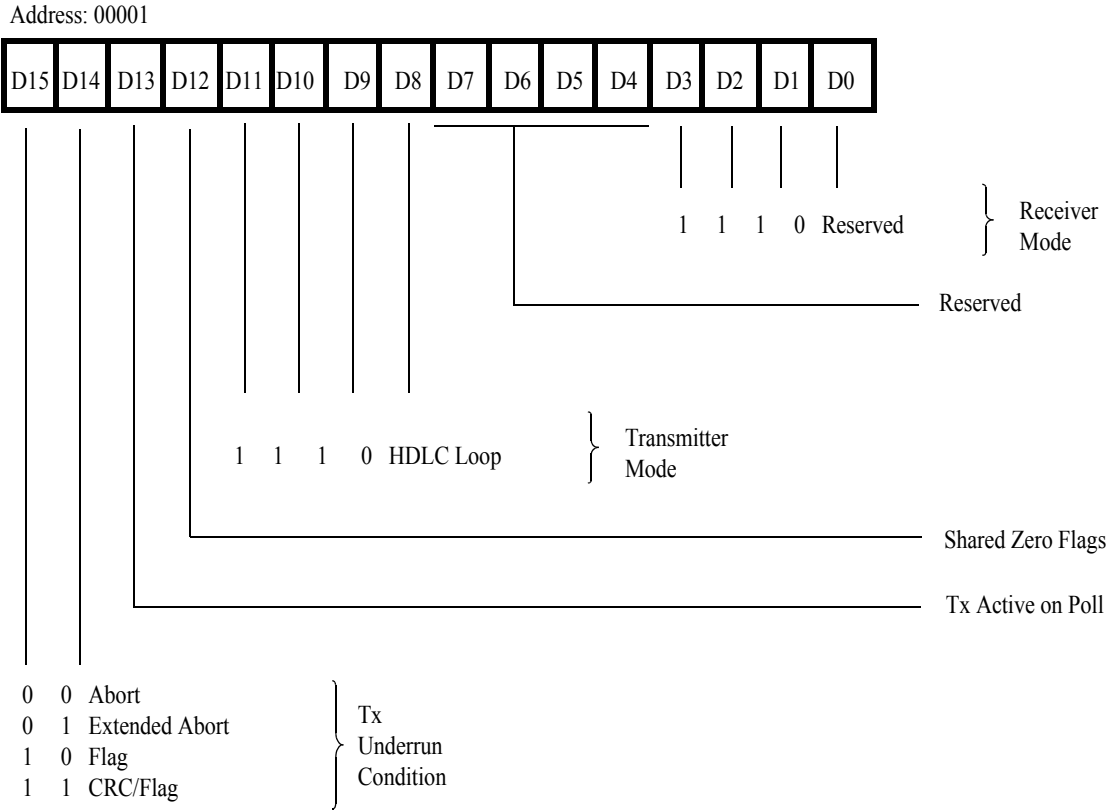 Address: 00001
D15 D14 D13 D12 D11 D10 D9 D8 D7 D6 D5 D4 D3 D2 D1 D0
1 1 1 0 Reserved
Receiver
Mode
Reserved
1 1 1 0 HDLC Loop
Transmitter
Mode
Shared Zero Flags
Tx Active on Poll
0 0 Abort
0 1 Extended Abort
1 0 Flag
1 1 CRC/Flag
Tx
Underrun
Condition